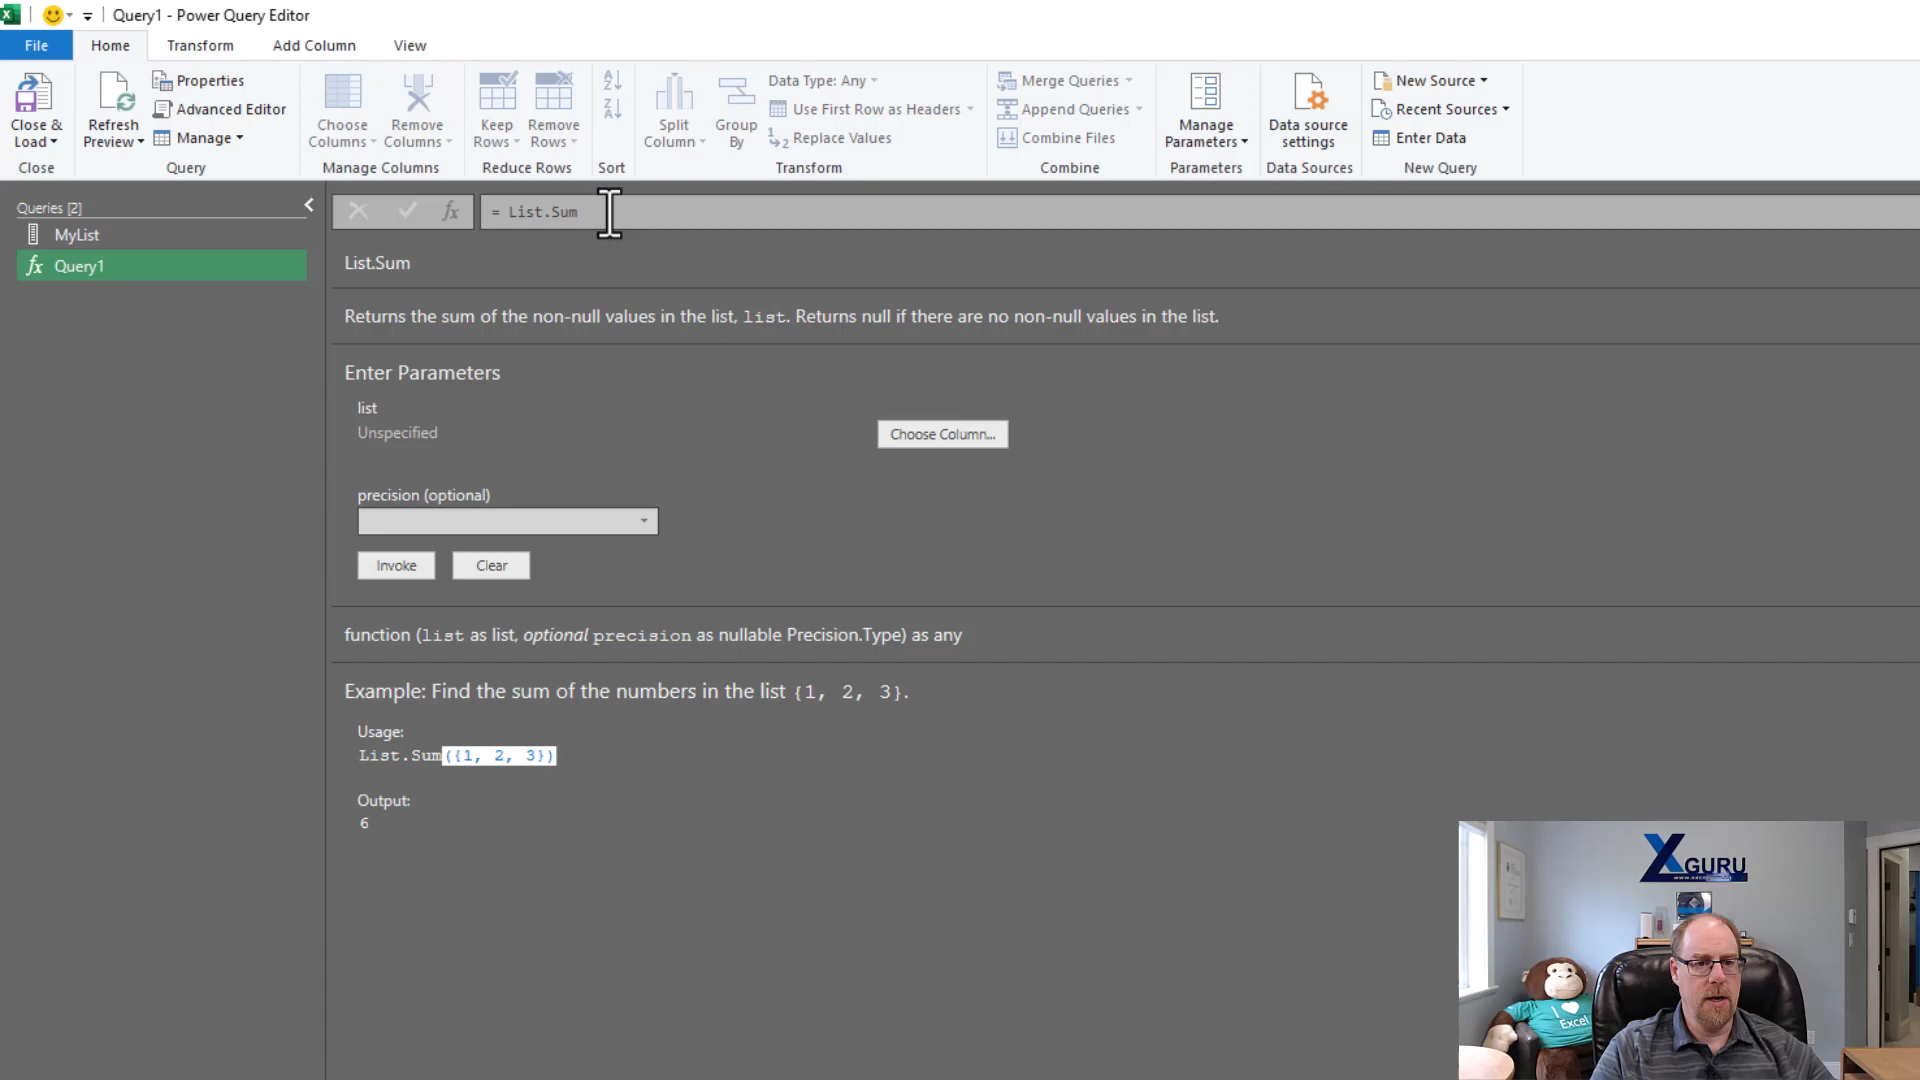 Query1 - Power Query Editor
File Home Transform Add Column View
Close & Load
Refresh Preview
Properties
Advanced Editor
Manage
Choose Columns
Remove Columns
Keep Rows
Remove Rows
Split Column
Group By
Data Type: Any
Use First Row as Headers
Replace Values
Merge Queries
Append Queries
Combine Files
Manage Parameters
Data source settings
New Source
Recent Sources
Enter Data
Close Query Manage Columns Reduce Rows Sort Transform Combine Parameters Data Sources New Query
Queries [2]
MyList
fx Query1
fx = List.Sum
List.Sum
Returns the sum of the non-null values in the list, list. Returns null if there are no non-null values in the list.
Enter Parameters
list
Unspecified
Choose Column...
precision (optional)
Invoke Clear
function (list as list, optional precision as nullable Precision.Type) as any
Example: Find the sum of the numbers in the list {1, 2, 3}.
Usage:
List.Sum({1, 2, 3})
Output:
6
XLGURU
I ♥
Excel